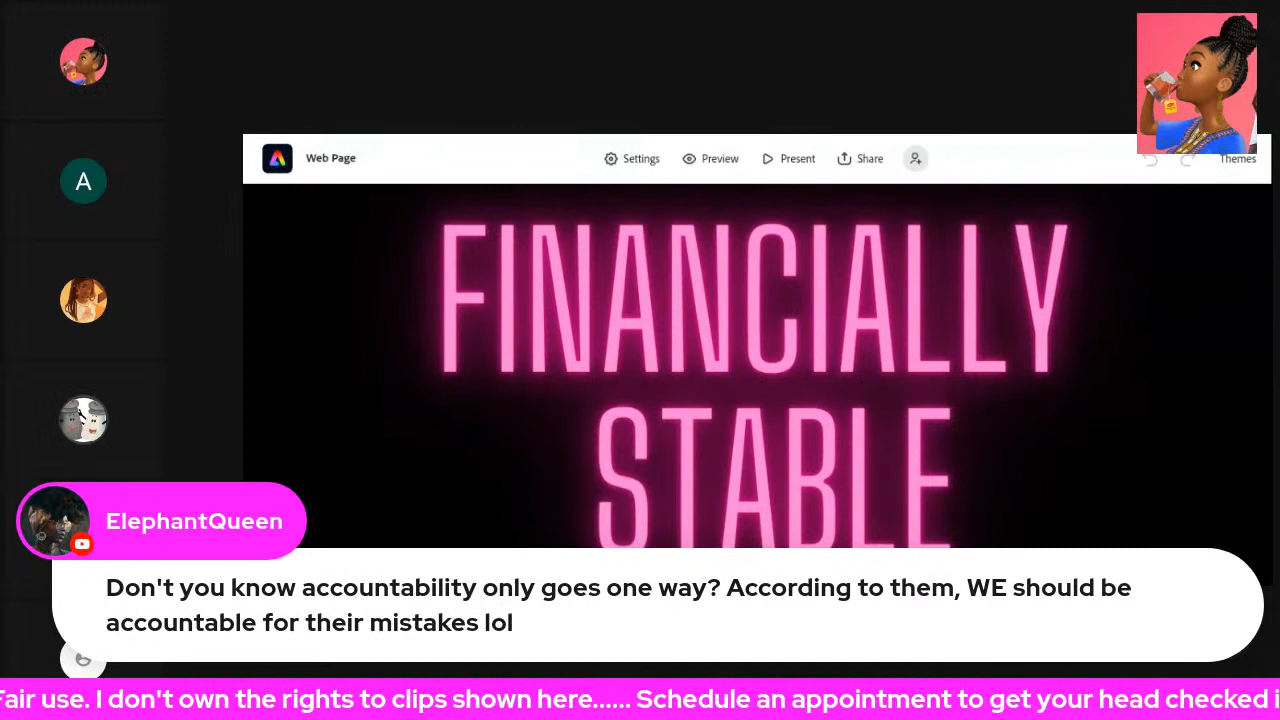 A
Web Page
Settings
Preview
Present
Share
Themes
FINANCIALLY
STABLE
ElephantQueen
Don't you know accountability only goes one way? According to them, WE should be
accountable for their mistakes lol
Fair use. I don't own the rights to clips shown here...... Schedule an appointment to get your head checked i